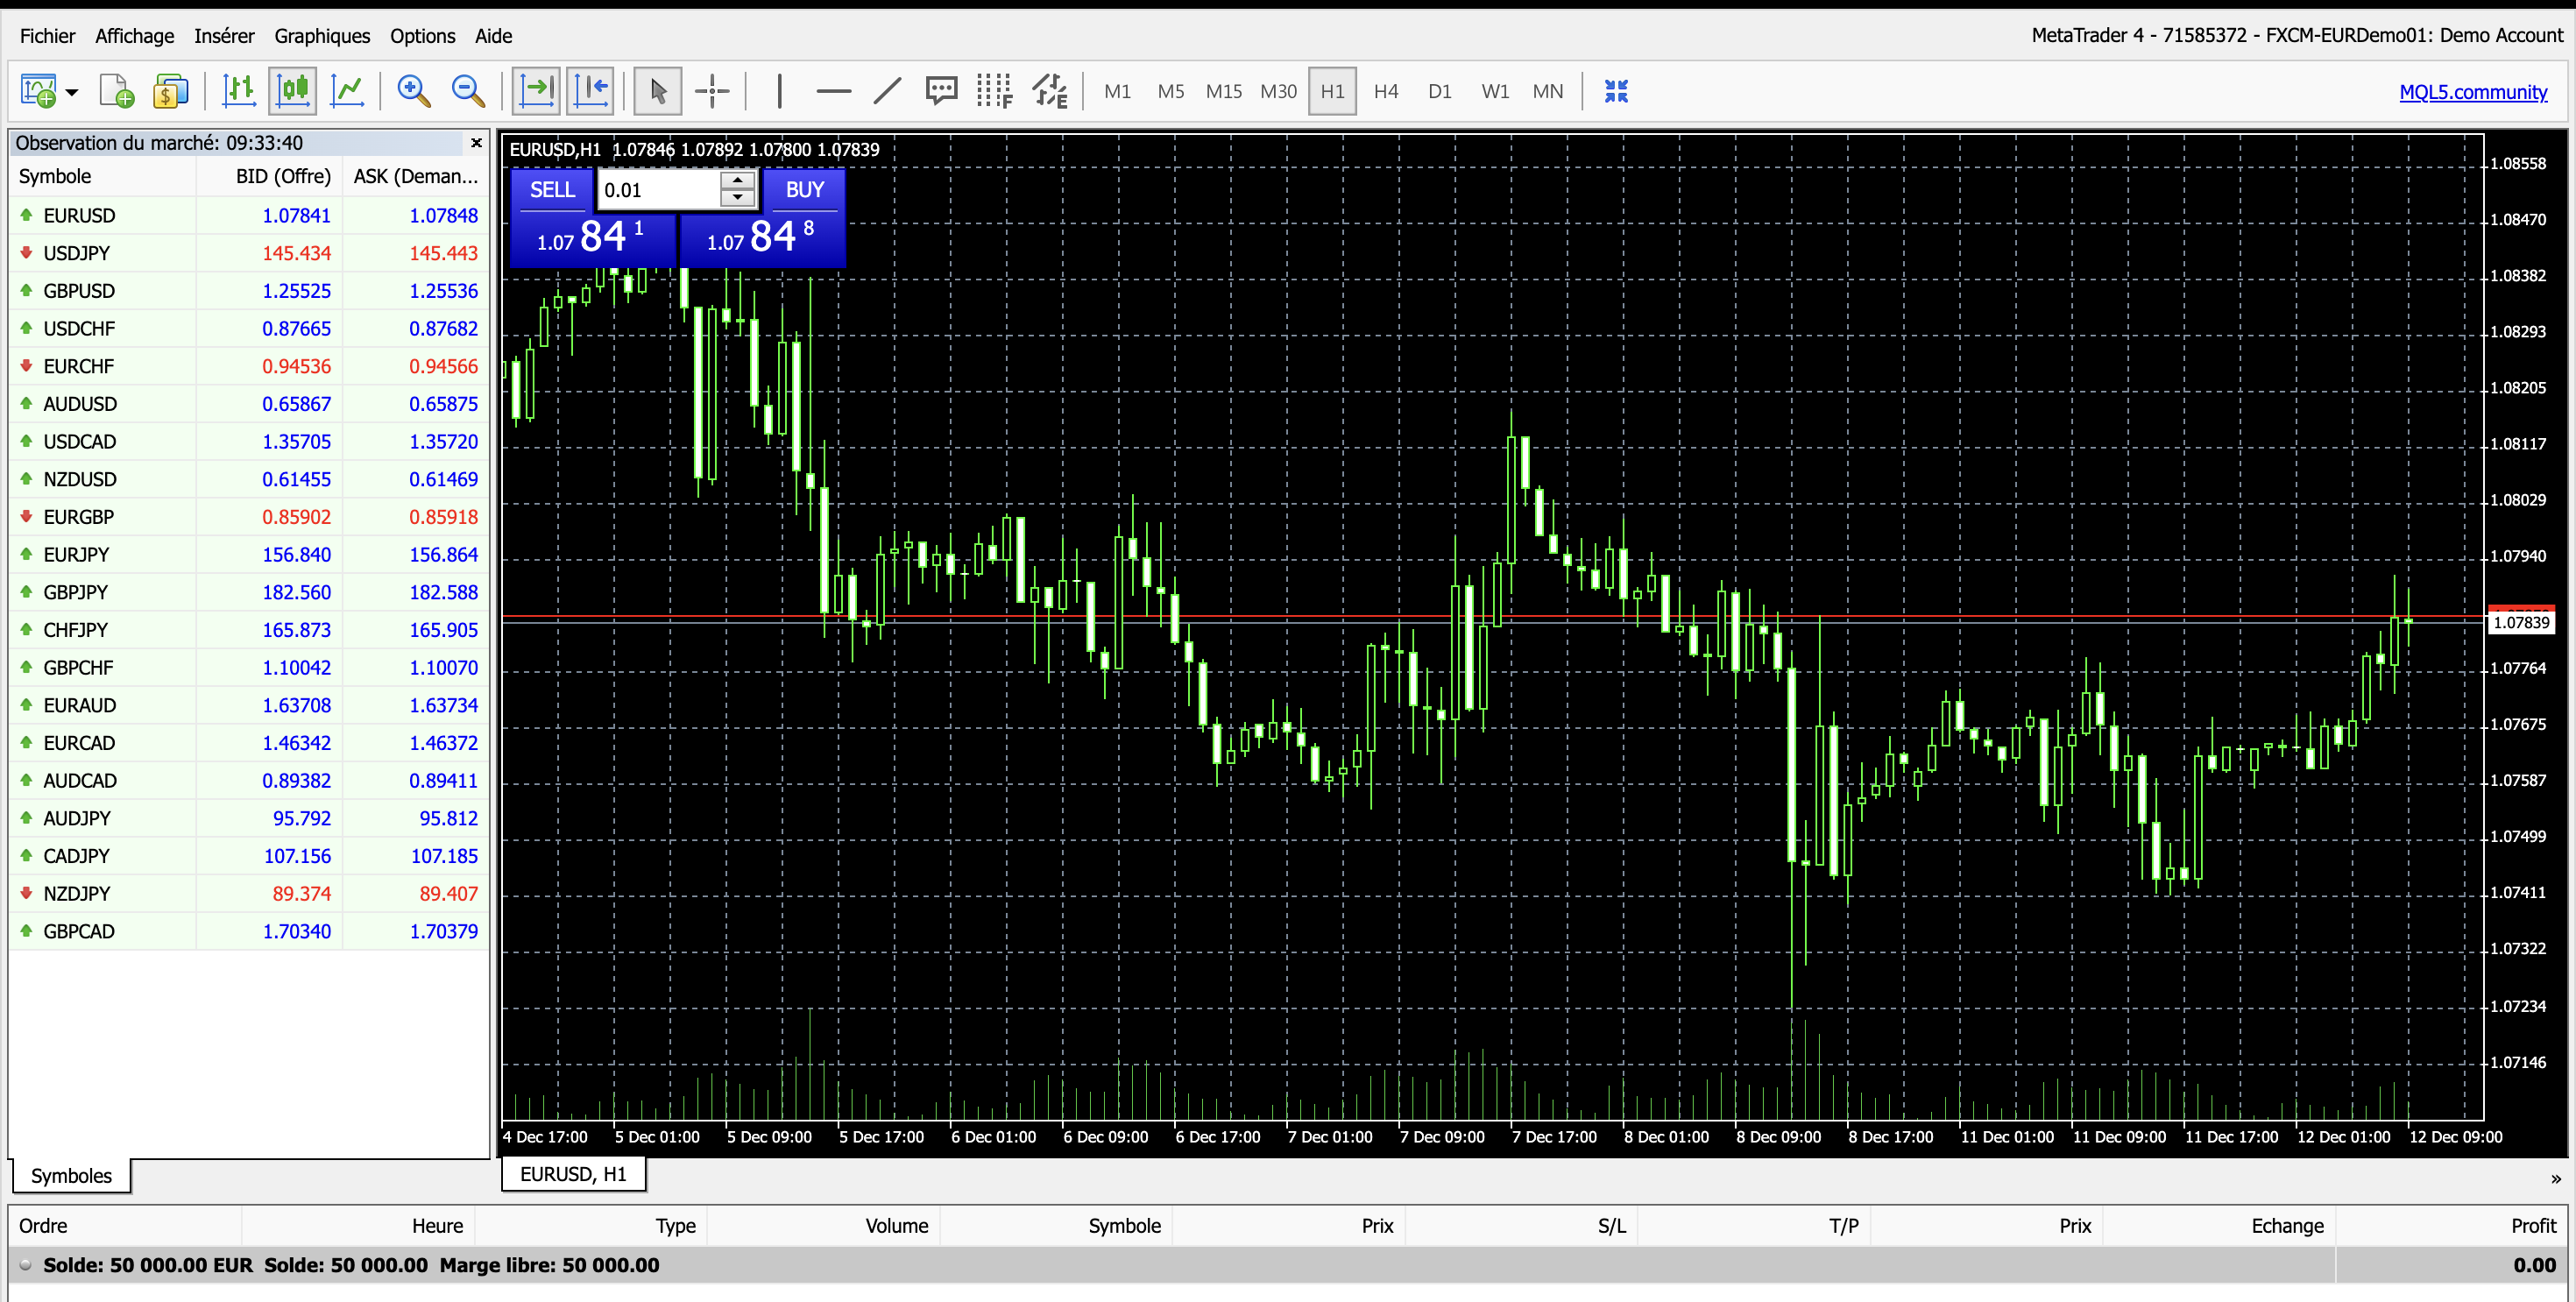 Fichier Affichage Insérer Graphiques Options Aide
MetaTrader 4 - 71585372 - FXCM-EURDemo01: Demo Account
M1 M5 M15 M30 H1 H4 D1 W1 MN
MQL5.community
Observation du marché: 09:33:40
Symbole BID (Offre) ASK (Deman...
EURUSD 1.07841 1.07848
USDJPY 145.434 145.443
GBPUSD 1.25525 1.25536
USDCHF 0.87665 0.87682
EURCHF 0.94536 0.94566
AUDUSD 0.65867 0.65875
USDCAD 1.35705 1.35720
NZDUSD 0.61455 0.61469
EURGBP 0.85902 0.85918
EURJPY 156.840 156.864
GBPJPY 182.560 182.588
CHFJPY 165.873 165.905
GBPCHF 1.10042 1.10070
EURAUD 1.63708 1.63734
EURCAD 1.46342 1.46372
AUDCAD 0.89382 0.89411
AUDJPY 95.792 95.812
CADJPY 107.156 107.185
NZDJPY 89.374 89.407
GBPCAD 1.70340 1.70379
Symboles
EURUSD,H1 1.07846 1.07892 1.07800 1.07839
SELL 0.01 BUY
1.07 84 1 1.07 84 8
1.08558
1.08470
1.08382
1.08293
1.08205
1.08117
1.08029
1.07940
1.07839
1.07764
1.07675
1.07587
1.07499
1.07411
1.07322
1.07234
1.07146
4 Dec 17:00 5 Dec 01:00 5 Dec 09:00 5 Dec 17:00 6 Dec 01:00 6 Dec 09:00 6 Dec 17:00 7 Dec 01:00 7 Dec 09:00 7 Dec 17:00 8 Dec 01:00 8 Dec 09:00 8 Dec 17:00 11 Dec 01:00 11 Dec 09:00 11 Dec 17:00 12 Dec 01:00 12 Dec 09:00
EURUSD, H1
»
Ordre Heure Type Volume Symbole Prix S/L T/P Prix Echange Profit
Solde: 50 000.00 EUR Solde: 50 000.00 Marge libre: 50 000.00 0.00